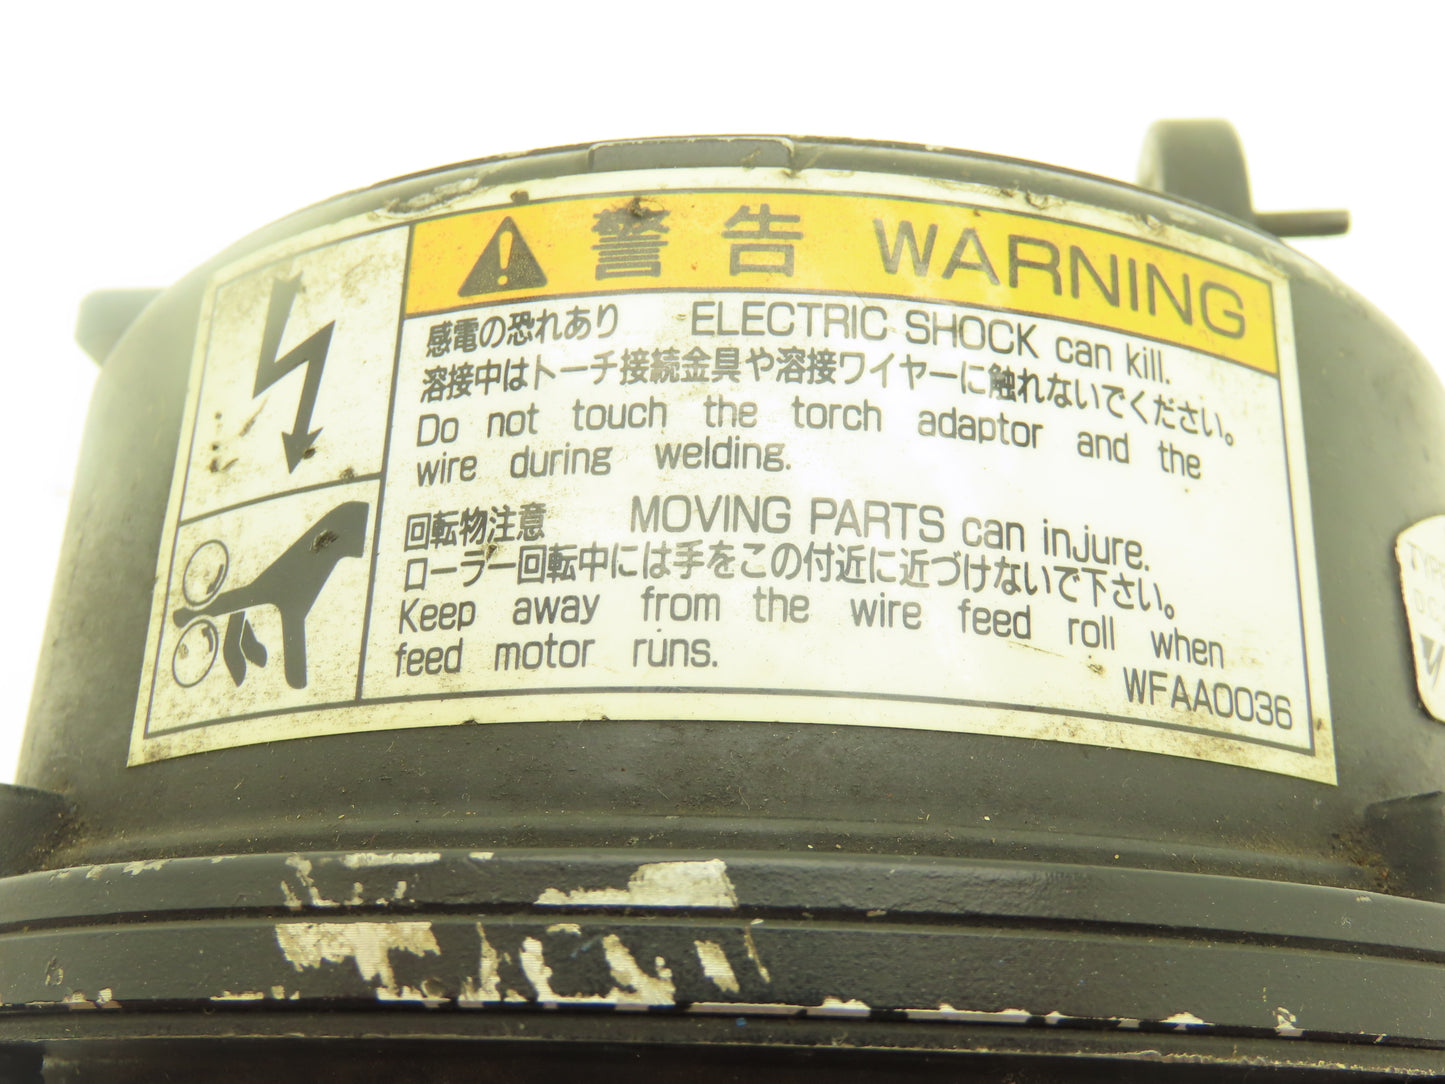 警告 WARNING
感電の恐れあり ELECTRIC SHOCK can kill.
溶接中はトーチ接続金具や溶接ワイヤーに触れないでください。
Do not touch the torch adaptor and the
wire during welding.
回転物注意 MOVING PARTS can injure.
ローラー回転中には手をこの付近に近づけないで下さい。
Keep away from the wire feed roll when
feed motor runs.
WFAA0036
TYPE
DC